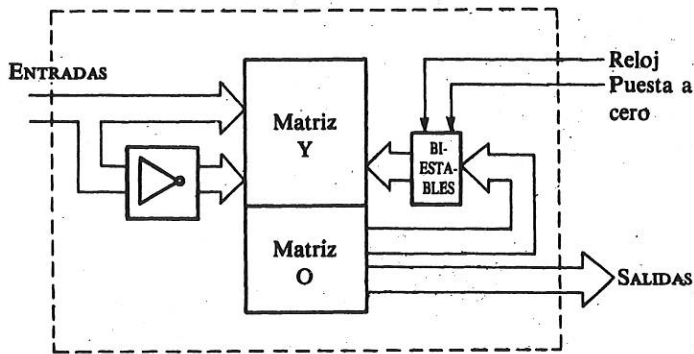 ENTRADAS
Matriz
Y
BI-
ESTA-
BLES
Reloj
Puesta a
cero
Matriz
O
SALIDAS